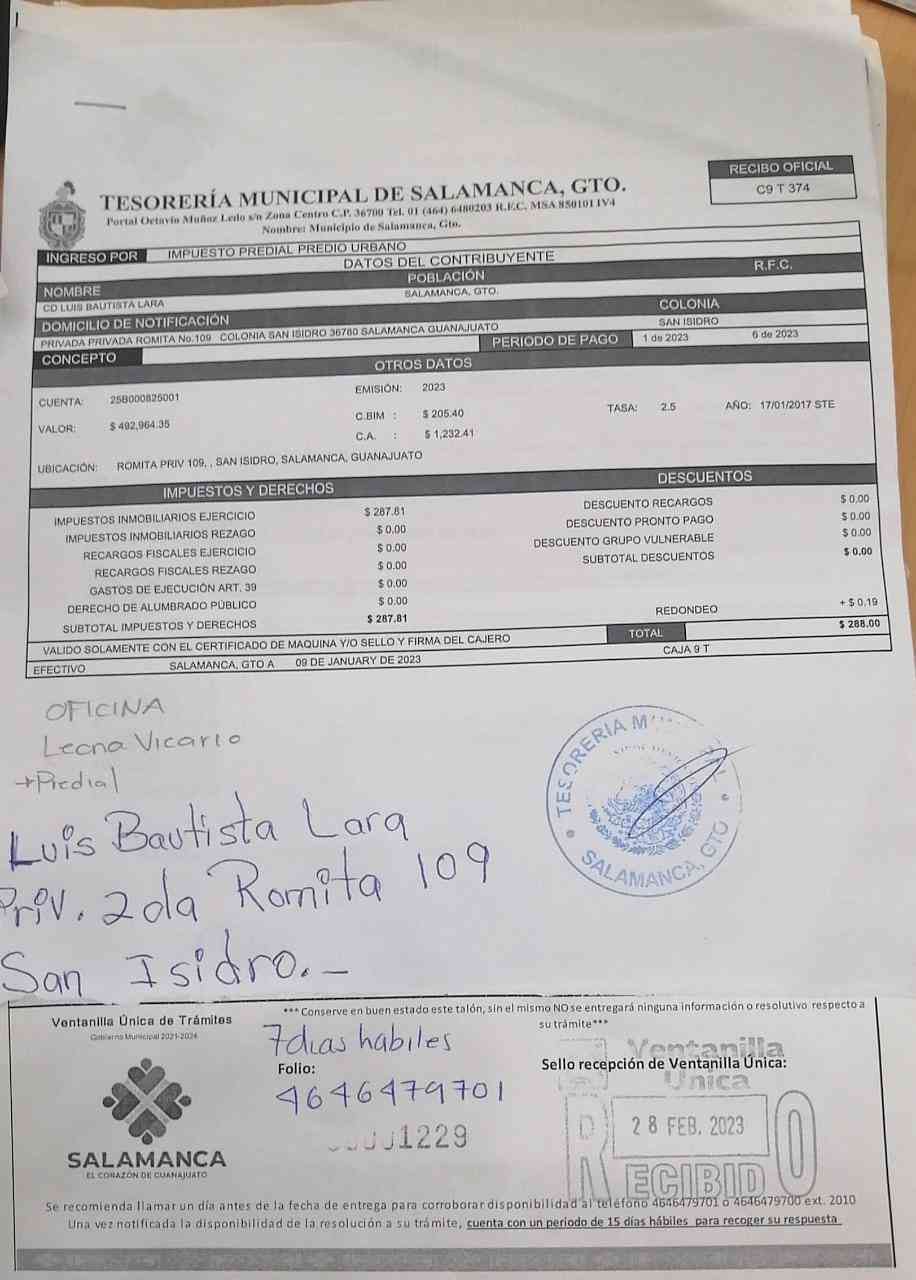 RECIBO OFICIAL
C9 T 374
TESORERÍA MUNICIPAL DE SALAMANCA, GTO.
Portal Octavio Muñoz Ledo s/n Zona Centro C.P. 36700 Tel. 01 (464) 6480203 R.F.C. MSA 850101 IV4
Nombre: Municipio de Salamanca, Gto.
INGRESO POR IMPUESTO PREDIAL PREDIO URBANO
DATOS DEL CONTRIBUYENTE
NOMBRE POBLACIÓN R.F.C.
CD LUIS BAUTISTA LARA SALAMANCA, GTO.
DOMICILIO DE NOTIFICACIÓN COLONIA
PRIVADA PRIVADA ROMITA No.109 COLONIA SAN ISIDRO 36780 SALAMANCA GUANAJUATO SAN ISIDRO
CONCEPTO PERIODO DE PAGO 1 de 2023 6 de 2023
OTROS DATOS
CUENTA: 25B000825001 EMISIÓN: 2023
VALOR: $ 492,964.35 C.BIM : $ 205.40 TASA: 2.5 AÑO: 17/01/2017 STE
C.A. : $ 1,232.41
UBICACIÓN: ROMITA PRIV 109, , SAN ISIDRO, SALAMANCA, GUANAJUATO
IMPUESTOS Y DERECHOS DESCUENTOS
IMPUESTOS INMOBILIARIOS EJERCICIO $ 287.81 DESCUENTO RECARGOS $ 0.00
IMPUESTOS INMOBILIARIOS REZAGO $ 0.00 DESCUENTO PRONTO PAGO $ 0.00
RECARGOS FISCALES EJERCICIO $ 0.00 DESCUENTO GRUPO VULNERABLE $ 0.00
RECARGOS FISCALES REZAGO $ 0.00 SUBTOTAL DESCUENTOS $ 0.00
GASTOS DE EJECUCIÓN ART. 39 $ 0.00
DERECHO DE ALUMBRADO PÚBLICO $ 0.00 REDONDEO + $ 0.19
SUBTOTAL IMPUESTOS Y DERECHOS $ 287.81 TOTAL $ 288.00
VALIDO SOLAMENTE CON EL CERTIFICADO DE MAQUINA Y/O SELLO Y FIRMA DEL CAJERO CAJA 9 T
EFECTIVO SALAMANCA, GTO A 09 DE JANUARY DE 2023
OFICINA
Leona Vicario
→Predial
TESORERIA
SALAMANCA, GTO
Luis Bautista Lara
Priv. 2da Romita 109
San Isidro.-
Ventanilla Única de Trámites
Gobierno Municipal 2021-2024
SALAMANCA
EL CORAZÓN DE GUANAJUATO
***Conserve en buen estado este talón, sin el mismo NO se entregará ninguna información o resolutivo respecto a
su trámite***
7 dias habiles
Folio:
4646479701
1229
Sello recepción de Ventanilla Única:
Ventanilla
Única
28 FEB. 2023
RECIBIDO
Se recomienda llamar un día antes de la fecha de entrega para corroborar disponibilidad al teléfono 4646479701 o 4646479700 ext. 2010
Una vez notificada la disponibilidad de la resolución a su trámite, cuenta con un periodo de 15 días hábiles para recoger su respuesta